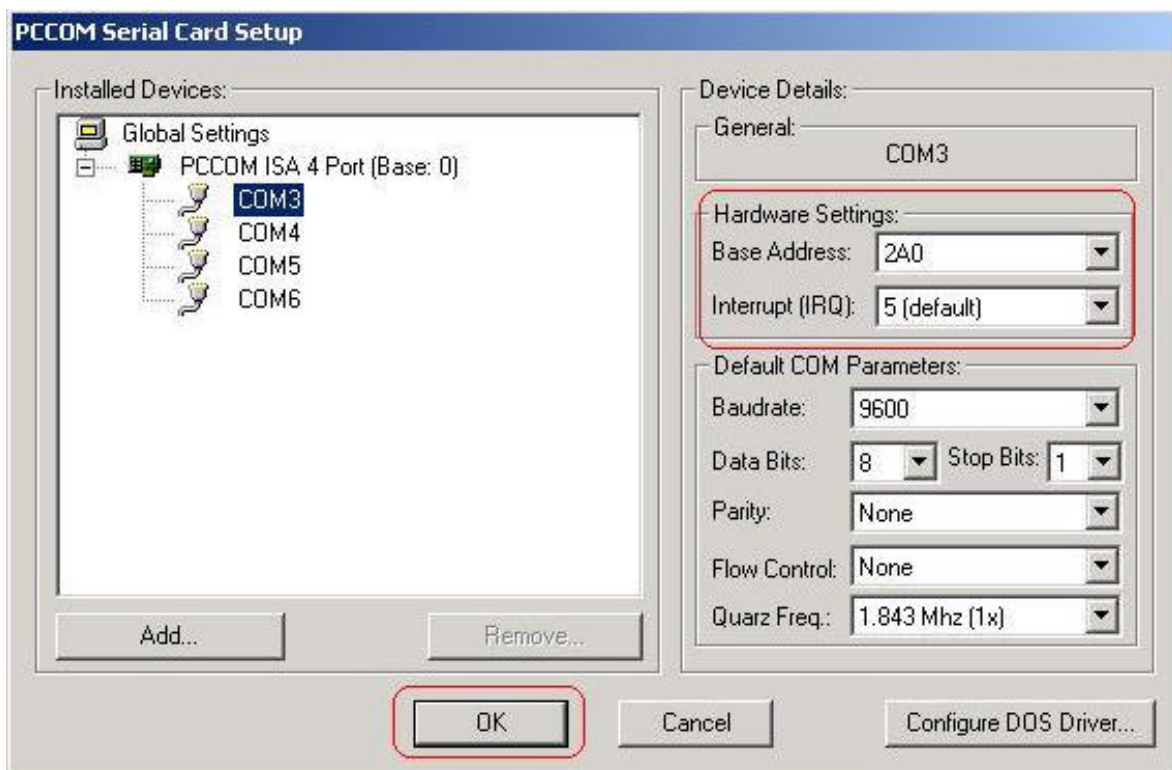 PCCOM Serial Card Setup
Installed Devices:
Global Settings
PCCOM ISA 4 Port (Base: 0)
COM3
COM4
COM5
COM6
Add...
Remove...
Device Details:
General:
COM3
Hardware Settings:
Base Address: 2A0
Interrupt (IRQ): 5 (default)
Default COM Parameters:
Baudrate: 9600
Data Bits: 8 Stop Bits: 1
Parity: None
Flow Control: None
Quarz Freq.: 1.843 Mhz (1x)
OK Cancel Configure DOS Driver...